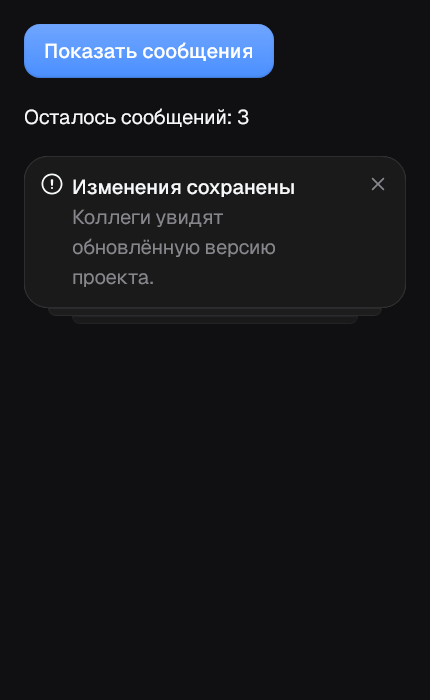 Показать сообщения
Осталось сообщений: 3
Изменения сохранены
Коллеги увидят
обновлённую версию
проекта.